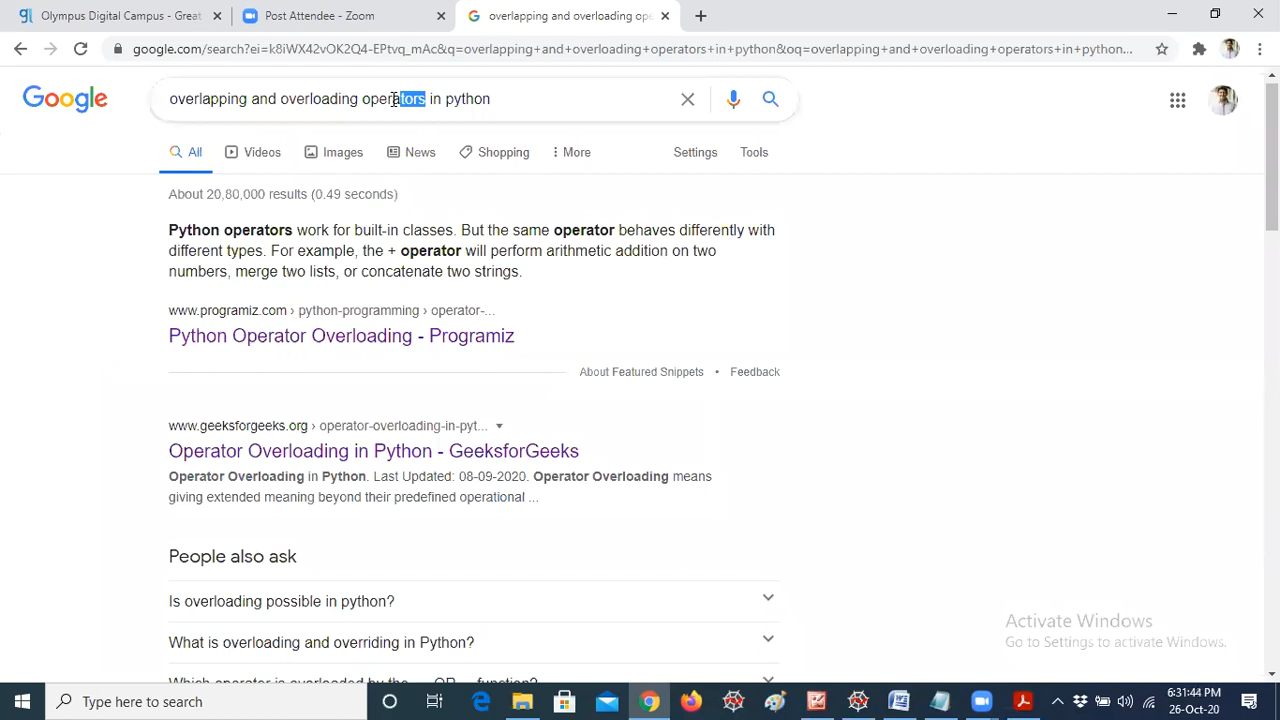 Olympus Digital Campus - Great
Post Attendee - Zoom
overlapping and overloading ope
google.com/search?ei=k8iWX42vOK2Q4-EPtvq_mAc&q=overlapping+and+overloading+operators+in+python&oq=overlapping+and+overloading+operators+in+python...
Google
overlapping and overloading operators in python
All
Videos
Images
News
Shopping
More
Settings
Tools
About 20,80,000 results (0.49 seconds)
Python operators work for built-in classes. But the same operator behaves differently with
different types. For example, the + operator will perform arithmetic addition on two
numbers, merge two lists, or concatenate two strings.
www.programiz.com › python-programming › operator-...
Python Operator Overloading - Programiz
About Featured Snippets • Feedback
www.geeksforgeeks.org › operator-overloading-in-pyt...
Operator Overloading in Python - GeeksforGeeks
Operator Overloading in Python. Last Updated: 08-09-2020. Operator Overloading means
giving extended meaning beyond their predefined operational ...
People also ask
Is overloading possible in python?
What is overloading and overriding in Python?
Activate Windows
Go to Settings to activate Windows.
Type here to search
6:31:44 PM
26-Oct-20